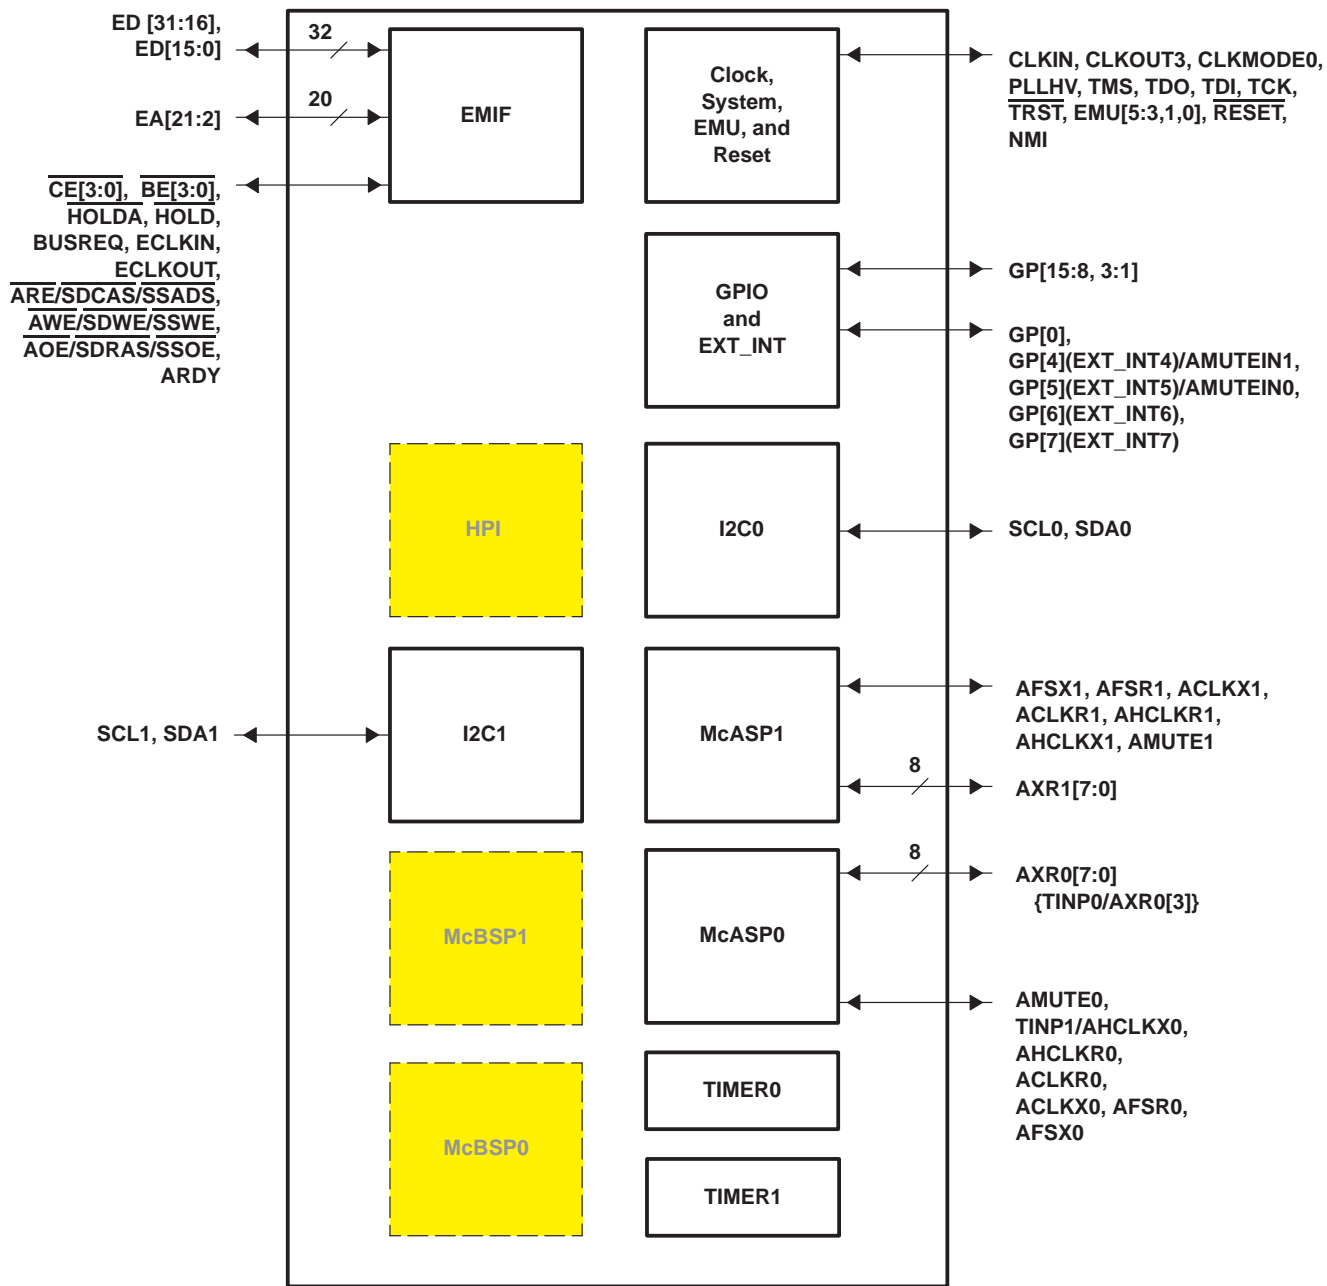 ED [31:16],
ED[15:0]
32
EA[21:2]
20
CE[3:0], BE[3:0],
HOLDA, HOLD,
BUSREQ, ECLKIN,
ECLKOUT,
ARE/SDCAS/SSADS,
AWE/SDWE/SSWE,
AOE/SDRAS/SSOE,
ARDY
EMIF
Clock,
System,
EMU, and
Reset
CLKIN, CLKOUT3, CLKMODE0,
PLLHV, TMS, TDO, TDI, TCK,
TRST, EMU[5:3,1,0], RESET,
NMI
GPIO
and
EXT_INT
GP[15:8, 3:1]
GP[0],
GP[4](EXT_INT4)/AMUTEIN1,
GP[5](EXT_INT5)/AMUTEIN0,
GP[6](EXT_INT6),
GP[7](EXT_INT7)
HPI
I2C0
SCL0, SDA0
SCL1, SDA1
I2C1
McASP1
AFSX1, AFSR1, ACLKX1,
ACLKR1, AHCLKR1,
AHCLKX1, AMUTE1
8
AXR1[7:0]
McBSP1
McASP0
8
AXR0[7:0]
{TINP0/AXR0[3]}
AMUTE0,
TINP1/AHCLKX0,
AHCLKR0,
ACLKR0,
ACLKX0, AFSR0,
AFSX0
McBSP0
TIMER0
TIMER1